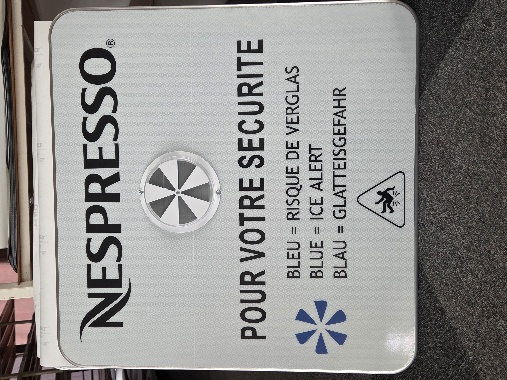 NESPRESSO®
POUR VOTRE SECURITE
BLEU = RISQUE DE VERGLAS
BLUE = ICE ALERT
BLAU = GLATTEISGEFAHR